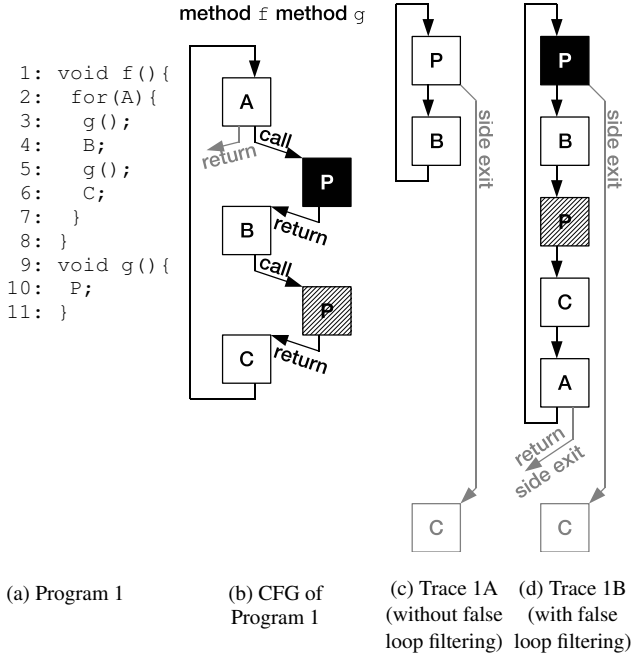 method f method g
1: void f(){
2: for(A){
3: g();
4: B;
5: g();
6: C;
7: }
8: }
9: void g(){
10: P;
11: }
A
return
call
P
return
B
call
P
return
C
P
B
side exit
C
P
B
P
C
A
return
side exit
side exit
C
(a) Program 1
(b) CFG of
Program 1
(c) Trace 1A
(without false
loop filtering)
(d) Trace 1B
(with false
loop filtering)